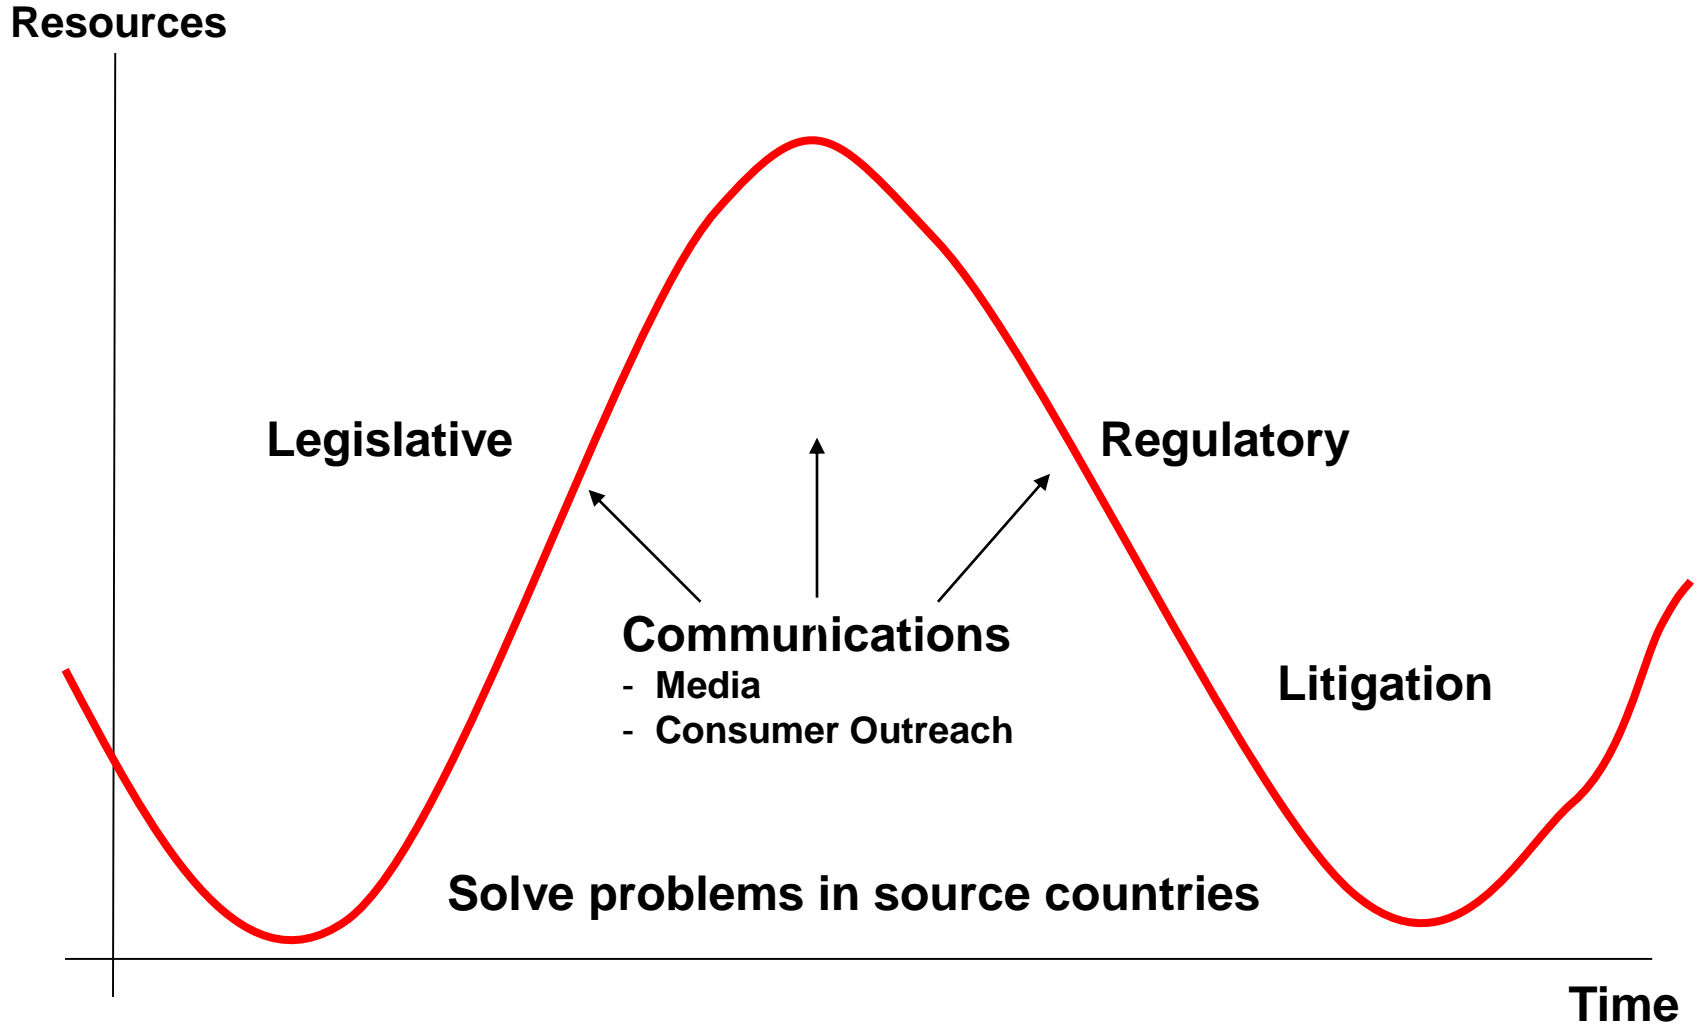 Resources
Legislative
Regulatory
Communications
- Media
- Consumer Outreach
Litigation
Solve problems in source countries
Time